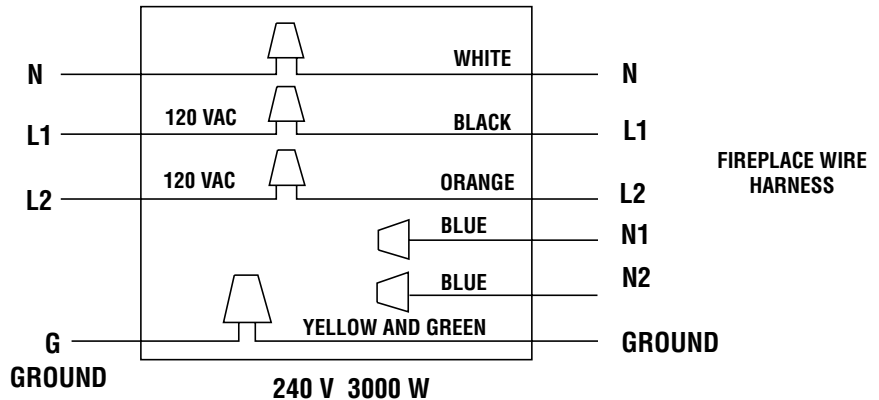 N WHITE N
L1 120 VAC BLACK L1
FIREPLACE WIRE
HARNESS
L2 120 VAC ORANGE L2
BLUE N1
BLUE N2
G YELLOW AND GREEN GROUND
GROUND
240 V 3000 W